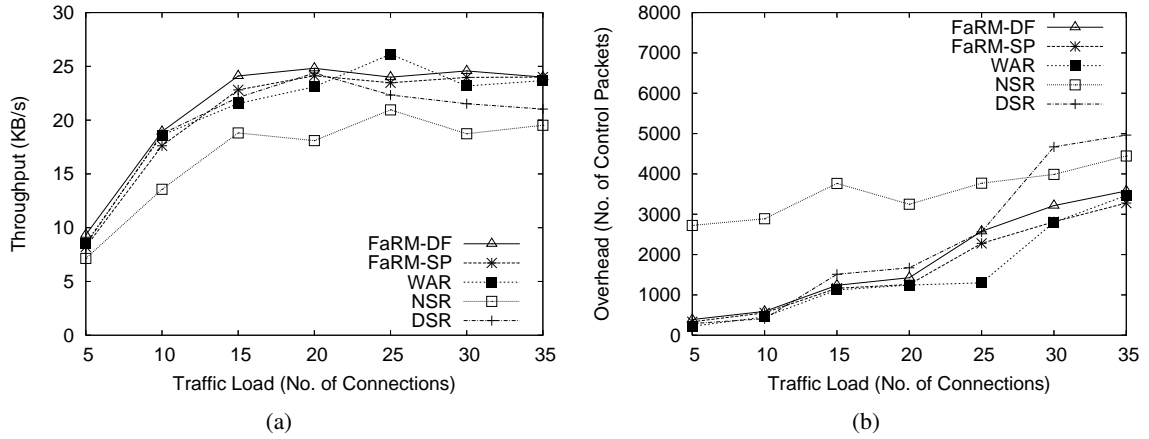 30
25
20
15
10
5
0
Throughput (KB/s)
FaRM-DF
FaRM-SP
WAR
NSR
DSR
5 10 15 20 25 30 35
Traffic Load (No. of Connections)
(a)
8000
7000
6000
5000
4000
3000
2000
1000
0
Overhead (No. of Control Packets)
FaRM-DF
FaRM-SP
WAR
NSR
DSR
5 10 15 20 25 30 35
Traffic Load (No. of Connections)
(b)